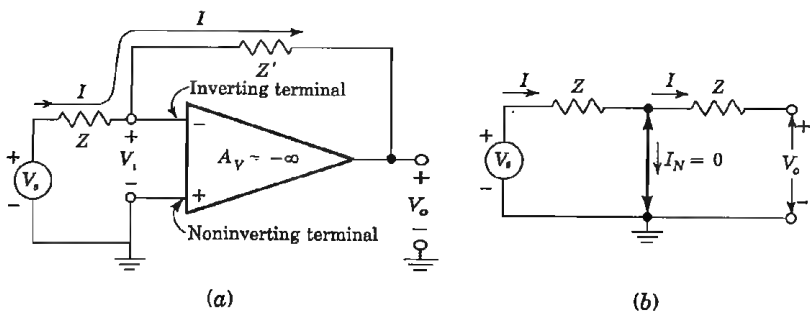 I
I
Z'
Z
Inverting terminal
+
V_i
−
−
A_V ≈ −∞
+
+
V_s
−
+
V_o
−
Noninverting terminal
(a)
I
Z
I
Z
+
V_s
−
I_N = 0
+
V_o
−
(b)